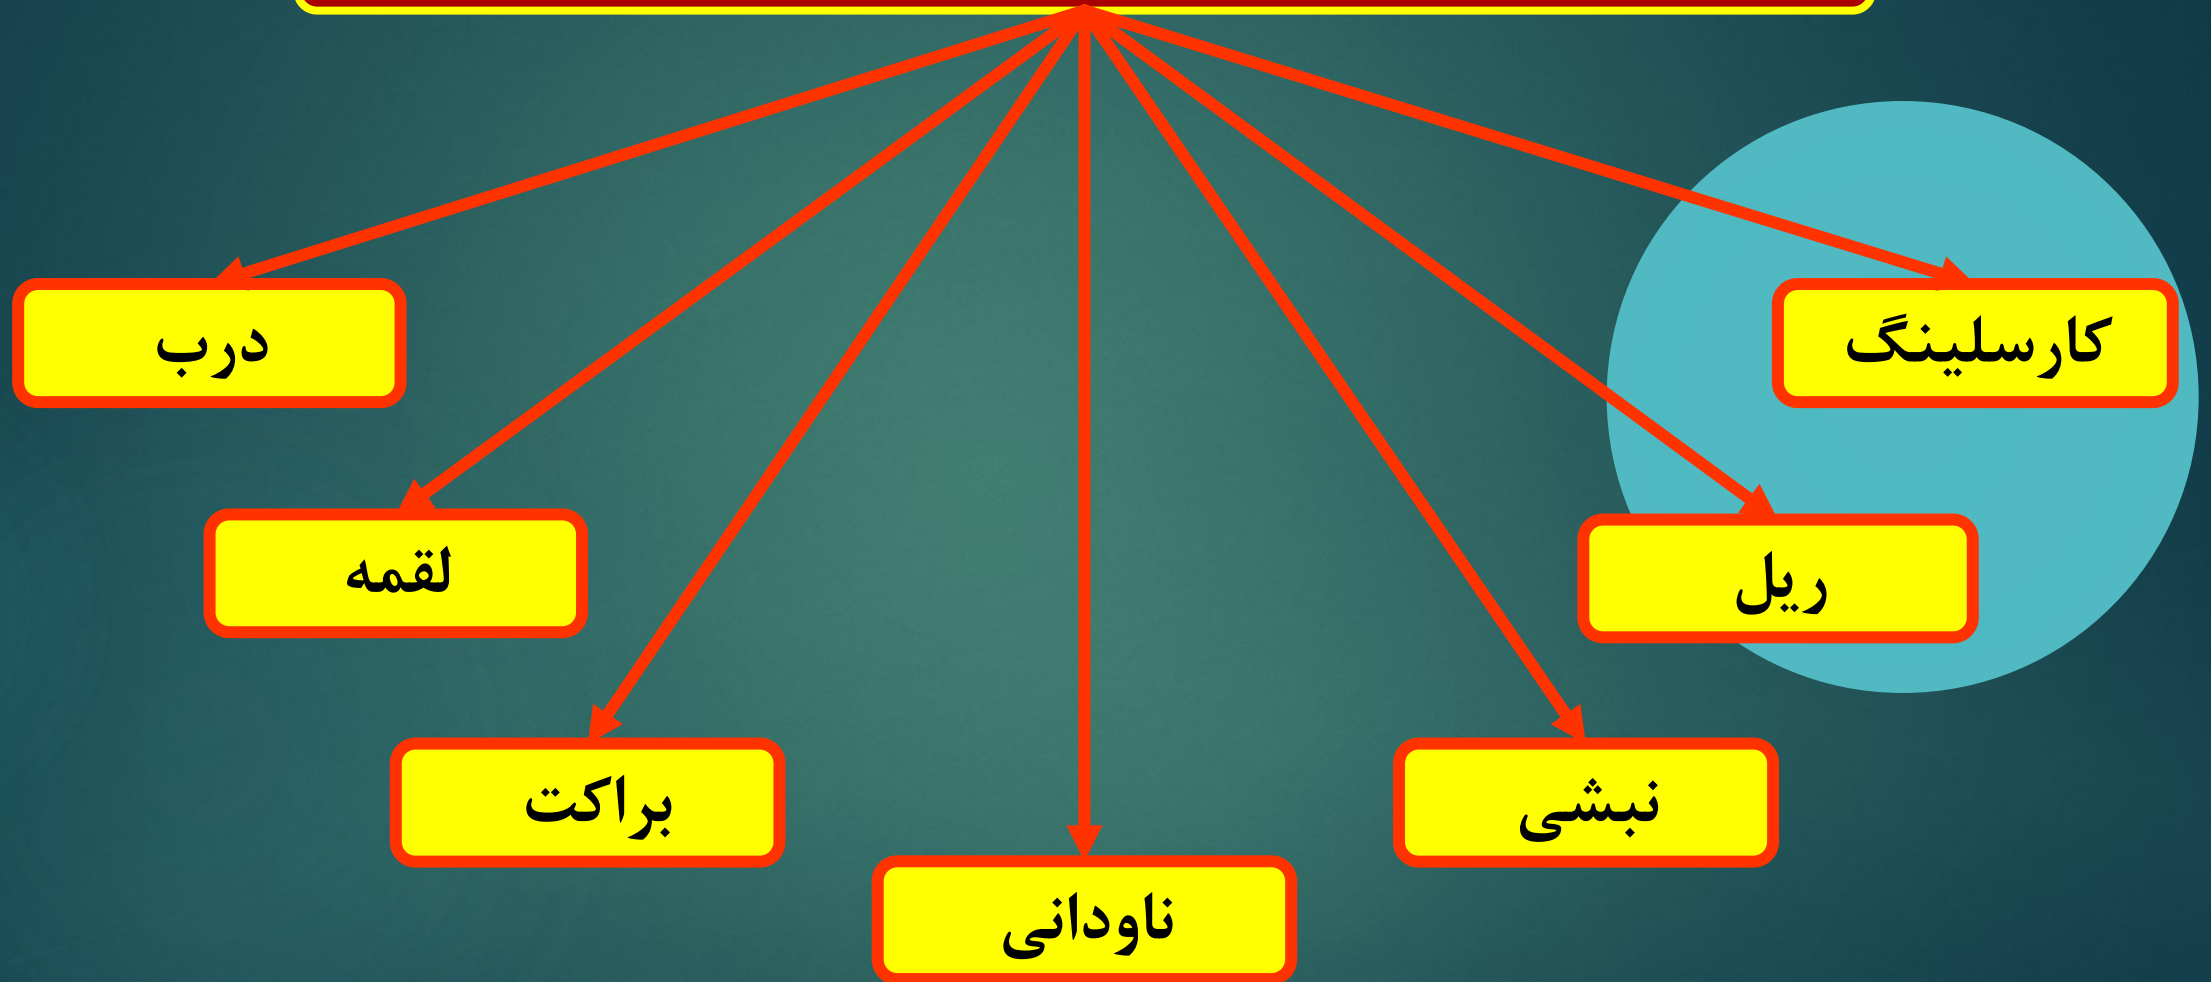 کارسلینگ
درب
ریل
لقمه
نبشی
براکت
ناودانی